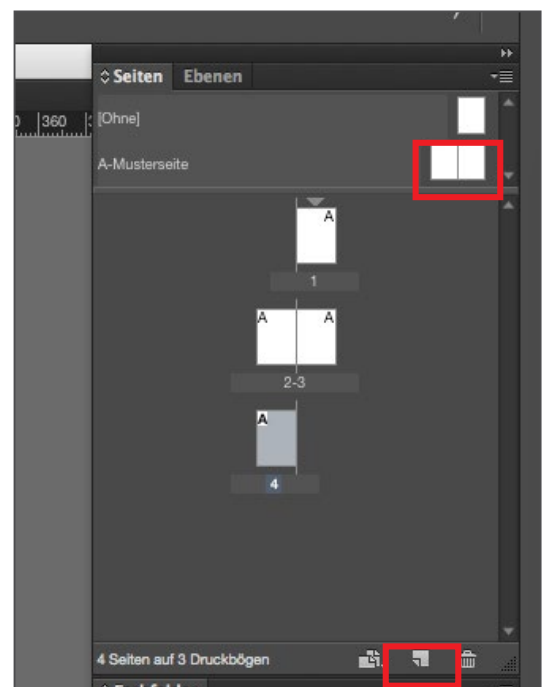 Seiten Ebenen
360
[Ohne]
A-Musterseite
A
1
A A
2-3
A
4
4 Seiten auf 3 Druckbögen